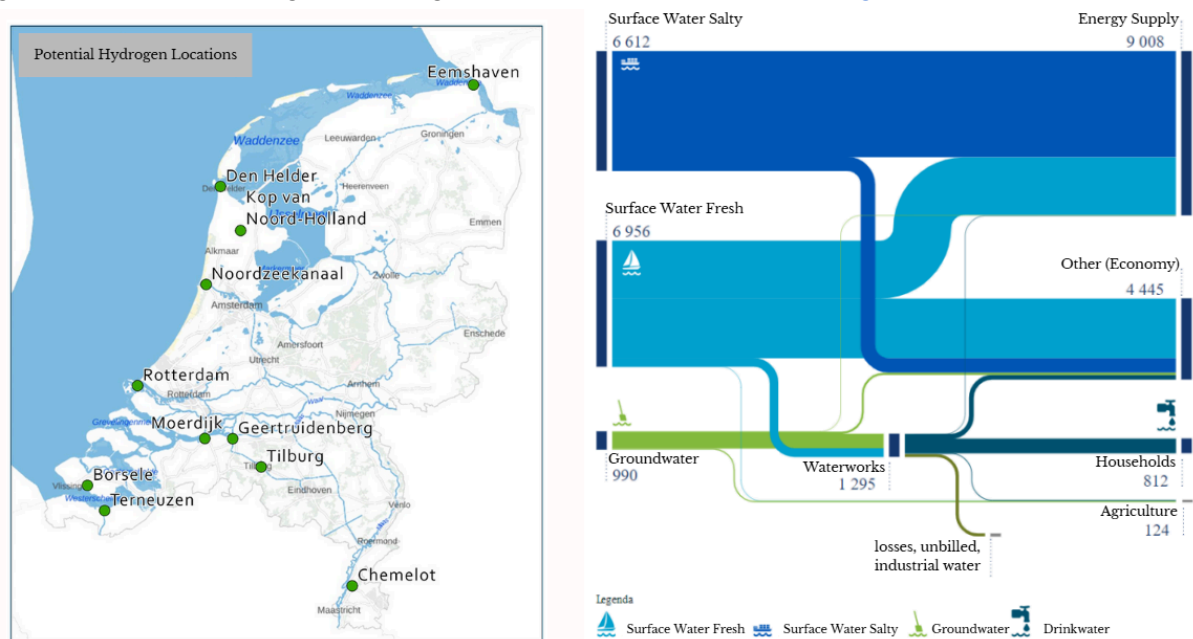 Potential Hydrogen Locations
Eemshaven
Waddenzee
Waddenzee
Leeuwarden
Groningen
Den Helder
Kop van
Noord-Holland
Heerenveen
Emmen
Alkmaar
Noordzeekanaal
Zwolle
Amsterdam
Enschede
Amersfoort
Utrecht
Rotterdam
Arnhem
Rotterdam
Waal
Nijmegen
Moerdijk
Geertruidenberg
Tilburg
Borsele
Eindhoven
Terneuzen
Venlo
Roermond
Chemelot
Maastricht
Surface Water Salty
6 612
Energy Supply
9 008
Surface Water Fresh
6 956
Other (Economy)
4 445
Groundwater
990
Waterworks
1 295
Households
812
Agriculture
124
losses, unbilled,
industrial water
Legenda
Surface Water Fresh
Surface Water Salty
Groundwater
Drinkwater